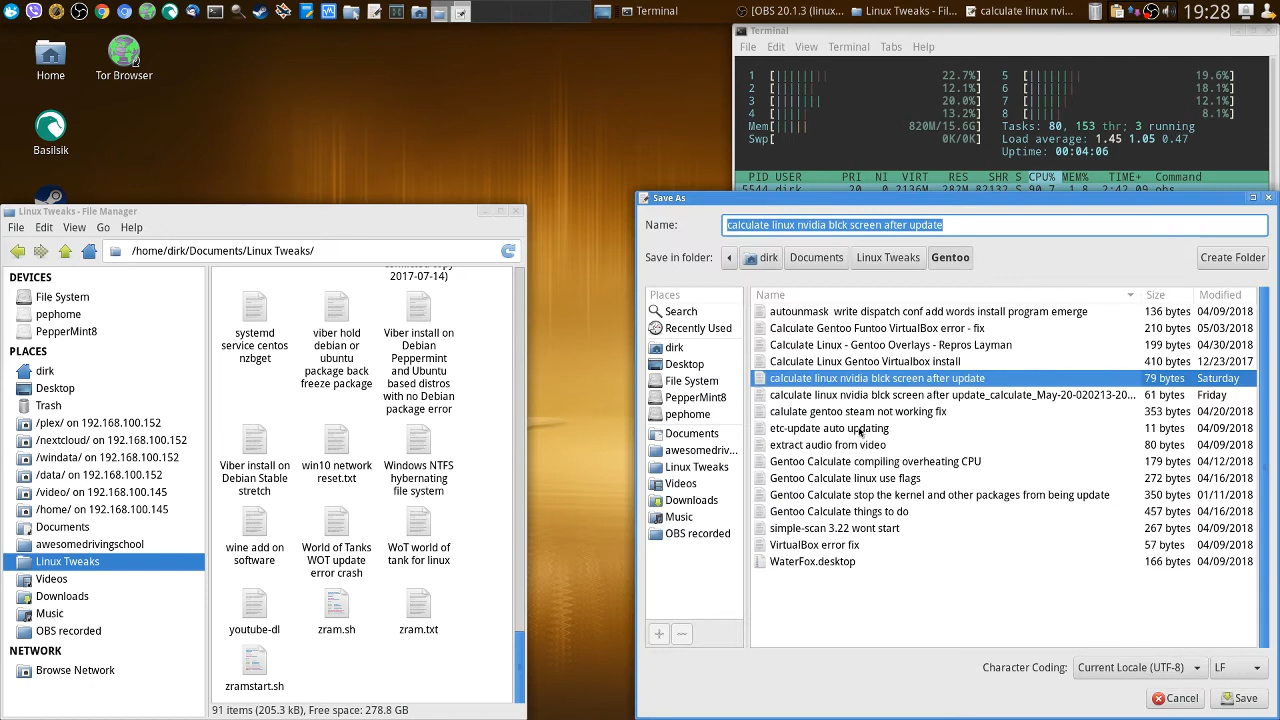 Terminal
[OBS 20.1.3 (linux...
Linux Tweaks - Fil...
calculate linux nvi...
19:28
Home
Tor Browser
Basilsik
Terminal
File Edit View Terminal Tabs Help
1 [|||||||| 22.7%] 5 [|||||||| 19.6%]
2 [|||||| 12.1%] 6 [|||||| 18.1%]
3 [||||||| 20.0%] 7 [||||| 12.1%]
4 [||||| 13.2%] 8 [|||| 8.1%]
Mem[||||| 820M/15.6G] Tasks: 80, 153 thr; 3 running
Swp[ 0K/0K] Load average: 1.45 1.05 0.47
Uptime: 00:04:06
PID USER PRI NI VIRT RES SHR S CPU% MEM% TIME+ Command
Linux Tweaks - File Manager
File Edit View Go Help
/home/dirk/Documents/Linux Tweaks/
DEVICES
File System
pephome
PepperMint8
PLACES
dirk
Desktop
Trash
/files/ on 192.168.100.152
/nextcloud/ on 192.168.100.152
/windata/ on 192.168.100.152
/data/ on 192.168.100.152
/video/ on 192.168.100.145
/home/ on 192.168.100.145
Documents
awesomedrivingschool
Linux Tweaks
Videos
Downloads
Music
OBS recorded
NETWORK
Browse Network
2017-07-14)
systemd
service centos
nzbget
viber hold
debian or
ubuntu
package back
freeze package
Viber install on
Debian
Peppermint
and Ubuntu
based distros
with no Debian
package error
Viber install on
Debian Stable
stretch
win10 network
reset.txt
Windows NTFS
hybernating
file system
wine add on
software
World of Tanks
WOT update
error crash
WoT world of
tank for linux
youtube-dl
zram.sh
zram.txt
zramstart.sh
91 items (205.3 kB), Free space: 278.8 GB
Save As
Name: calculate linux nvidia blck screen after update
Save in folder: dirk Documents Linux Tweaks Gentoo Create Folder
Places
Search
Recently Used
dirk
Desktop
File System
PepperMint8
pephome
Documents
awesomedriv...
Linux Tweaks
Videos
Downloads
Music
OBS recorded
Name Size Modified
autounmask write dispatch conf add words install program emerge 136 bytes 04/09/2018
Calculate Gentoo Funtoo VirtualBox error - fix 210 bytes 05/03/2018
Calculate Linux - Gentoo Overlays - Repros Layman 199 bytes 04/30/2018
Calculate Linux Gentoo Virtualbox install 410 bytes 12/23/2017
calculate linux nvidia blck screen after update 79 bytes Saturday
calculate linux nvidia blck screen after update_calculate_May-20-020213-20... 61 bytes Friday
calulate gentoo steam not working fix 353 bytes 04/20/2018
etc-update auto updating 11 bytes 04/09/2018
extract audio from video 80 bytes 04/09/2018
Gentoo Calculate compiling overheating CPU 179 bytes 04/12/2018
Gentoo Calculate linux use flags 272 bytes 04/16/2018
Gentoo Calculate stop the kernel and other packages from being update 350 bytes 01/11/2018
Gentoo Calculate things to do 457 bytes 04/16/2018
simple-scan 3.22 wont start 267 bytes 04/09/2018
VirtualBox error fix 57 bytes 04/09/2018
WaterFox.desktop 166 bytes 04/09/2018
Character Coding: Current Locale (UTF-8) LF
Cancel Save